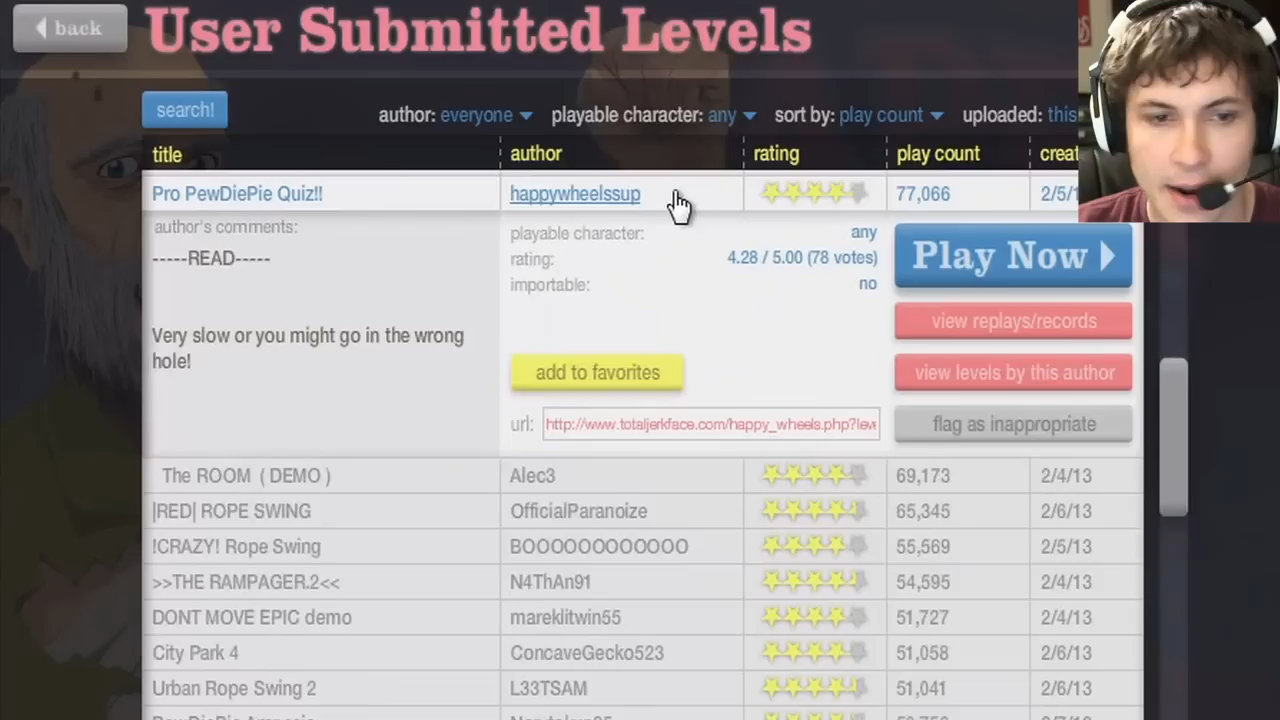 back
User Submitted Levels
search!
author: everyone playable character: any sort by: play count uploaded: this
title author rating play count
Pro PewDiePie Quiz!! happywheelssup 77,066
author's comments:
-----READ-----
Very slow or you might go in the wrong
hole!
playable character: any
rating: 4.28 / 5.00 (78 votes)
importable: no
add to favorites
url: http://www.totaljerkface.com/happy_wheels.php?lev
Play Now
view replays/records
view levels by this author
flag as inappropriate
The ROOM ( DEMO ) Alec3 69,173 2/4/13
|RED| ROPE SWING OfficialParanoize 65,345 2/6/13
!CRAZY! Rope Swing BOOOOOOOOOOOO 55,569 2/5/13
>>THE RAMPAGER.2<< N4ThAn91 54,595 2/4/13
DONT MOVE EPIC demo mareklitwin55 51,727 2/4/13
City Park 4 ConcaveGecko523 51,058 2/6/13
Urban Rope Swing 2 L33TSAM 51,041 2/6/13